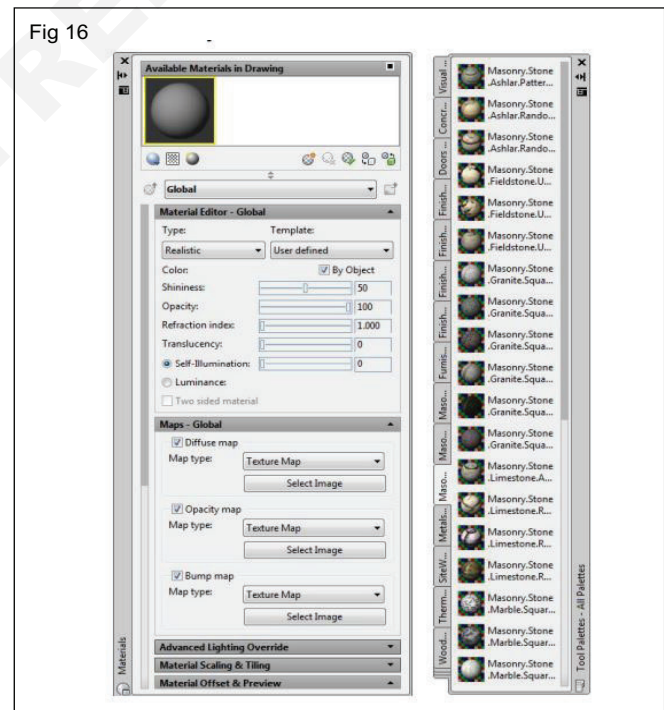 Fig 16
Available Materials in Drawing
Global
Material Editor - Global
Type:
Template:
Realistic
User defined
Color:
By Object
Shininess:
50
Opacity:
100
Refraction index:
1.000
Translucency:
0
Self-Illumination:
0
Luminance:
Two sided material
Maps - Global
Diffuse map
Map type:
Texture Map
Select Image
Opacity map
Map type:
Texture Map
Select Image
Bump map
Map type:
Texture Map
Select Image
Advanced Lighting Override
Material Scaling & Tiling
Material Offset & Preview
Materials
Visual ...
Concr...
Doors ...
Finish...
Finish...
Finish...
Finish...
Furnis...
Maso...
Maso...
Maso...
Metals...
SiteW...
Therm...
Wood...
Masonry.Stone
.Ashlar.Patter...
Masonry.Stone
.Ashlar.Rando...
Masonry.Stone
.Ashlar.Rando...
Masonry.Stone
.Fieldstone.U...
Masonry.Stone
.Fieldstone.U...
Masonry.Stone
.Fieldstone.U...
Masonry.Stone
.Granite.Squa...
Masonry.Stone
.Granite.Squa...
Masonry.Stone
.Granite.Squa...
Masonry.Stone
.Granite.Squa...
Masonry.Stone
.Granite.Squa...
Masonry.Stone
.Granite.Squa...
Masonry.Stone
.Limestone.A...
Masonry.Stone
.Limestone.R...
Masonry.Stone
.Limestone.R...
Masonry.Stone
.Limestone.R...
Masonry.Stone
.Marble.Squar...
Masonry.Stone
.Marble.Squar...
Masonry.Stone
.Marble.Squar...
Tool Palettes - All Palettes